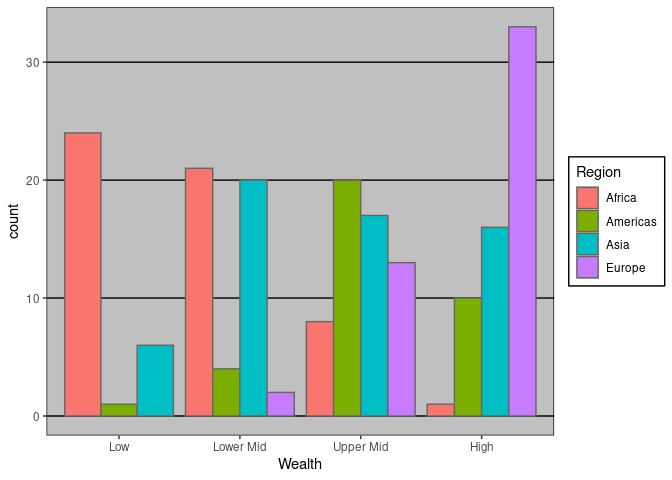 count
30
20
10
0
Low Lower Mid Upper Mid High
Wealth
Region
Africa
Americas
Asia
Europe